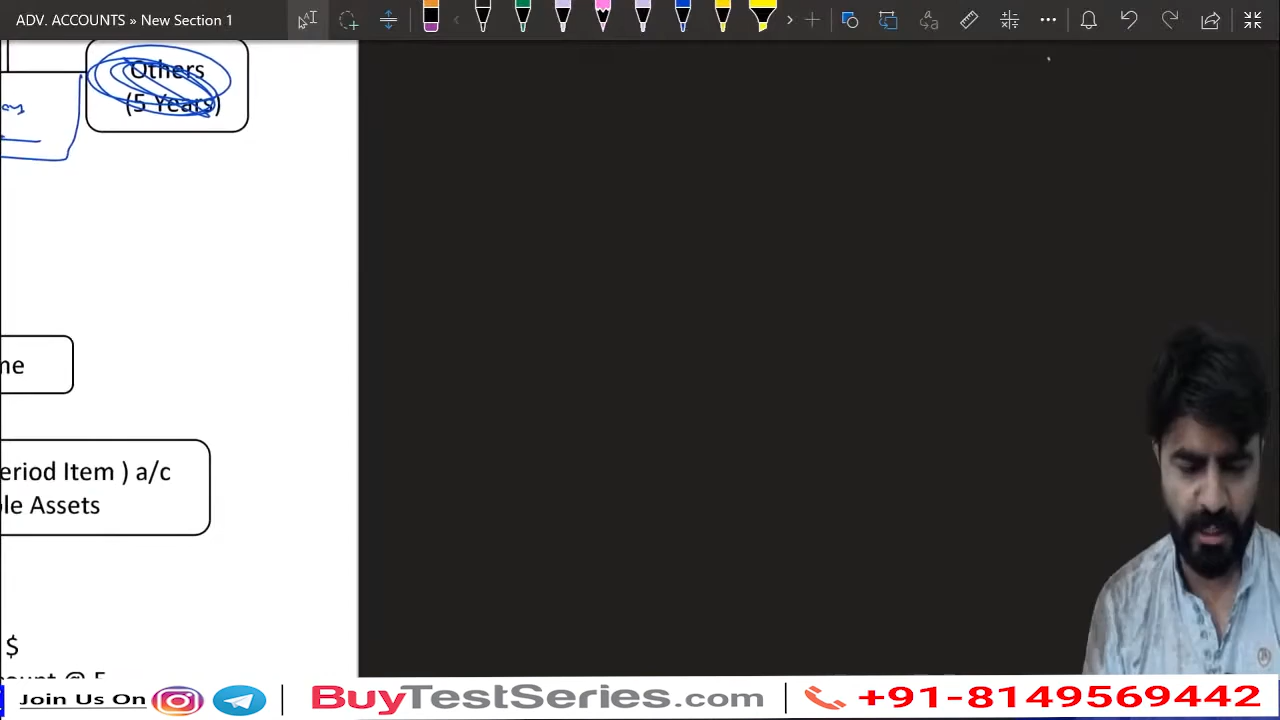 ADV. ACCOUNTS » New Section 1
Others
(5 Years)
me
eriod Item ) a/c
le Assets
$
Join Us On
BuyTestSeries.com
+91-8149569442